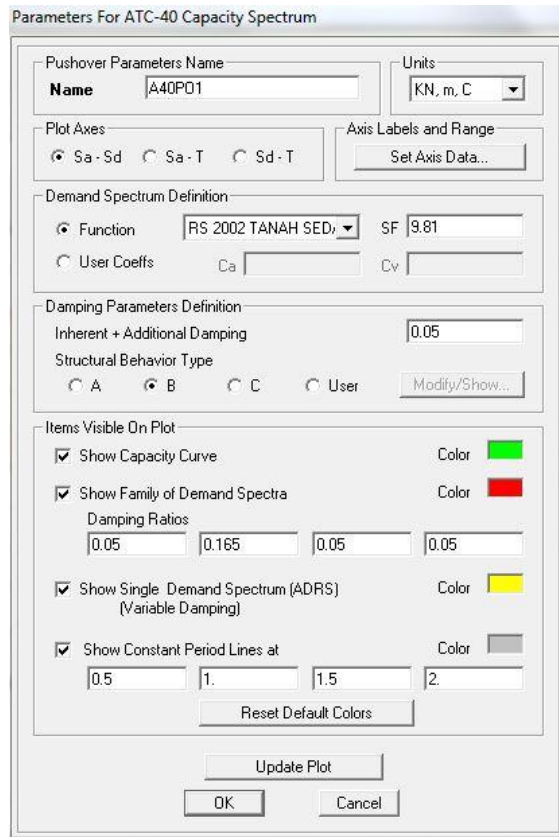 Parameters For ATC-40 Capacity Spectrum
Pushover Parameters Name
Name A40PO1
Units
KN, m, C
Plot Axes
Sa - Sd Sa - T Sd - T
Axis Labels and Range
Set Axis Data...
Demand Spectrum Definition
Function RS 2002 TANAH SED SF 9.81
User Coeffs Ca Cv
Damping Parameters Definition
Inherent + Additional Damping 0.05
Structural Behavior Type
A B C User Modify/Show...
Items Visible On Plot
Show Capacity Curve Color
Show Family of Demand Spectra Color
Damping Ratios
0.05 0.165 0.05 0.05
Show Single Demand Spectrum (ADRS) Color
(Variable Damping)
Show Constant Period Lines at Color
0.5 1. 1.5 2.
Reset Default Colors
Update Plot
OK Cancel